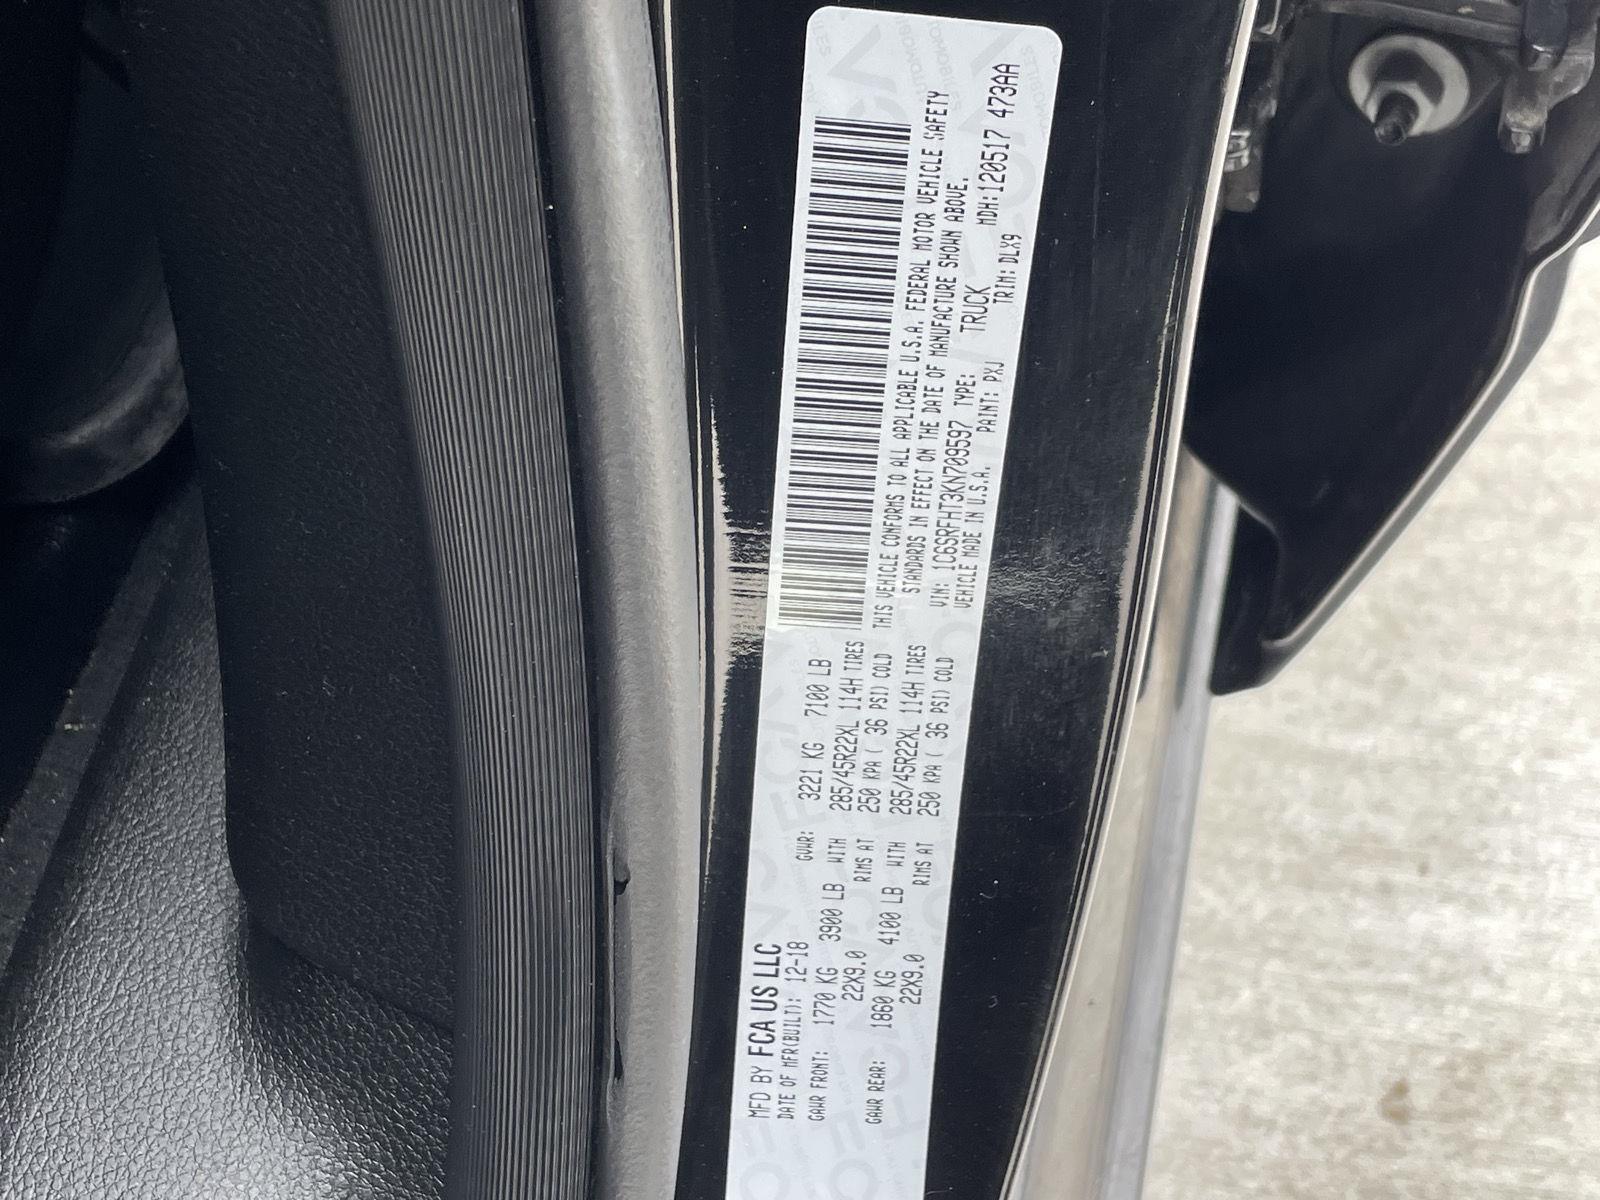 MFD BY FCA US LLC
DATE OF MFR(BUILT): 12-18 GVWR: 3221 KG 7100 LB
GAWR FRONT: 1770 KG 3900 LB WITH 285/45R22XL 114H TIRES
22X9.0 RIMS AT 250 KPA ( 36 PSI) COLD
GAWR REAR: 1860 KG 4100 LB WITH 285/45R22XL 114H TIRES
22X9.0 RIMS AT 250 KPA ( 36 PSI) COLD
THIS VEHICLE CONFORMS TO ALL APPLICABLE U.S.A. FEDERAL MOTOR VEHICLE SAFETY
STANDARDS IN EFFECT ON THE DATE OF MANUFACTURE SHOWN ABOVE.
VIN: 1C6SRFHT3KN709597 TYPE: TRUCK MDH:120517 473AA
VEHICLE MADE IN U.S.A. PAINT: PXJ TRIM: DLX9